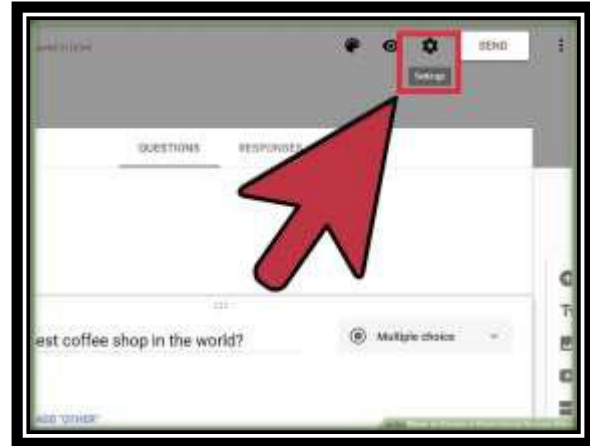 SEND
Settings
QUESTIONS RESPONSES
est coffee shop in the world?
Multiple choice
ADD "OTHER"